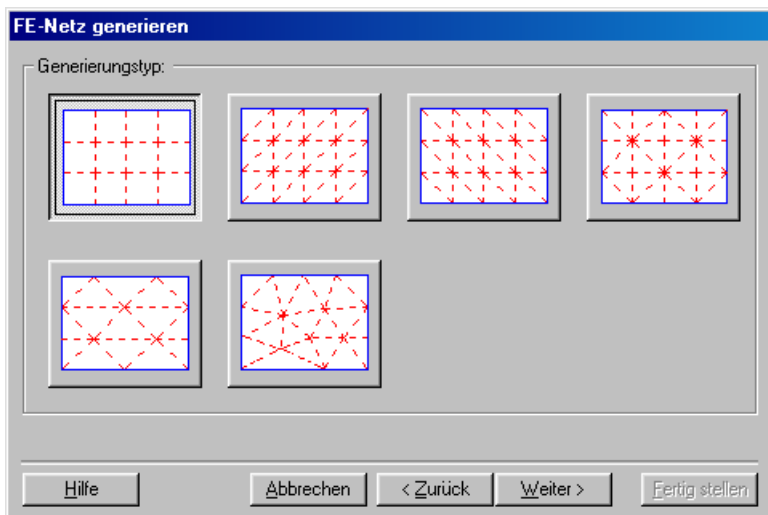 FE-Netz generieren
Generierungstyp:
Hilfe
Abbrechen
< Zurück
Weiter >
Fertig stellen